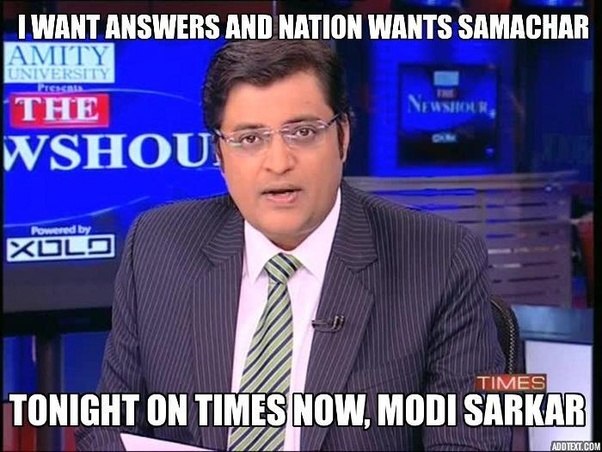 I WANT ANSWERS AND NATION WANTS SAMACHAR
AMITY
UNIVERSITY
Presents
THE
WSHOU
Powered by
XOLO
THE
NEWSHOUR
TIMES
TONIGHT ON TIMES NOW, MODI SARKAR
ADDTEXT.COM